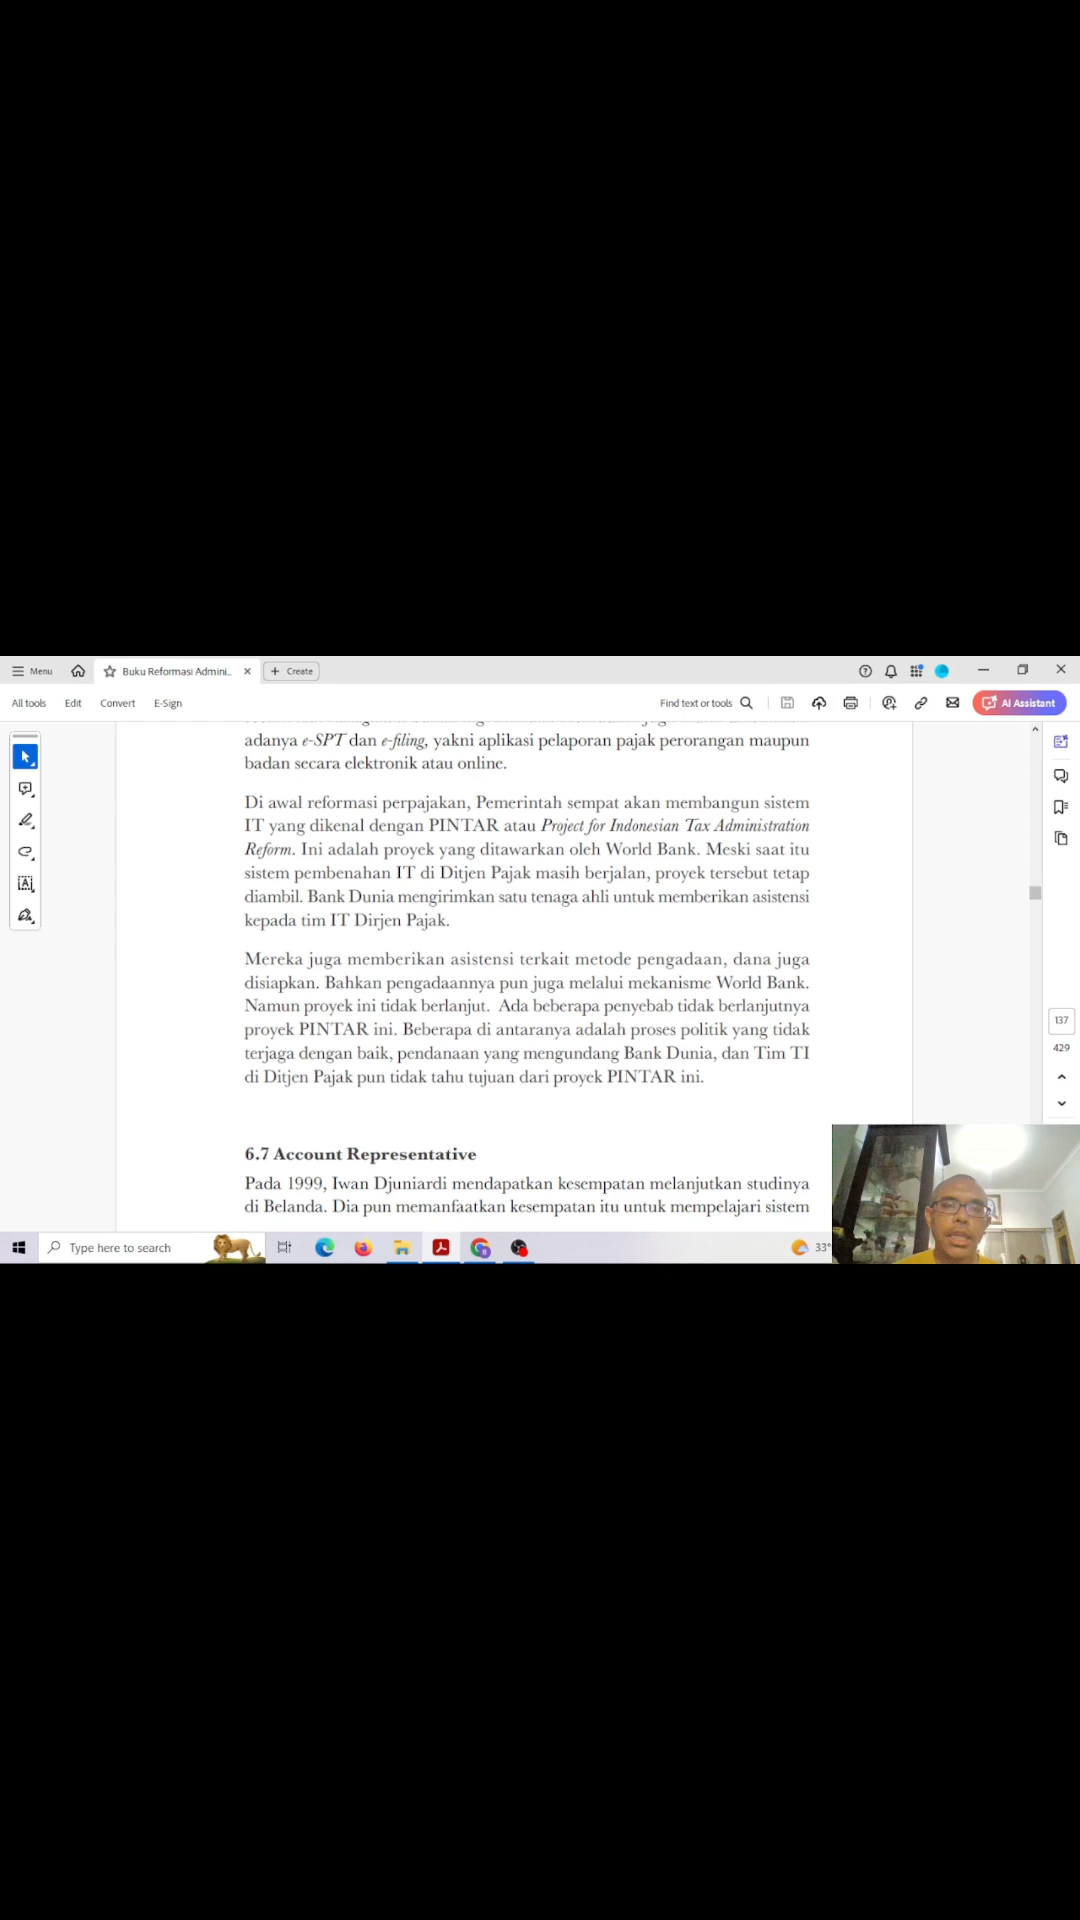 Menu
Buku Reformasi Admini...
Create
All tools
Edit
Convert
E-Sign
Find text or tools
AI Assistant
adanya e-SPT dan e-filing, yakni aplikasi pelaporan pajak perorangan maupun
badan secara elektronik atau online.
Di awal reformasi perpajakan, Pemerintah sempat akan membangun sistem
IT yang dikenal dengan PINTAR atau Project for Indonesian Tax Administration
Reform. Ini adalah proyek yang ditawarkan oleh World Bank. Meski saat itu
sistem pembenahan IT di Ditjen Pajak masih berjalan, proyek tersebut tetap
diambil. Bank Dunia mengirimkan satu tenaga ahli untuk memberikan asistensi
kepada tim IT Dirjen Pajak.
Mereka juga memberikan asistensi terkait metode pengadaan, dana juga
disiapkan. Bahkan pengadaannya pun juga melalui mekanisme World Bank.
Namun proyek ini tidak berlanjut. Ada beberapa penyebab tidak berlanjutnya
proyek PINTAR ini. Beberapa di antaranya adalah proses politik yang tidak
terjaga dengan baik, pendanaan yang mengundang Bank Dunia, dan Tim TI
di Ditjen Pajak pun tidak tahu tujuan dari proyek PINTAR ini.
137
429
6.7 Account Representative
Pada 1999, Iwan Djuniardi mendapatkan kesempatan melanjutkan studinya
di Belanda. Dia pun memanfaatkan kesempatan itu untuk mempelajari sistem
Type here to search
33°